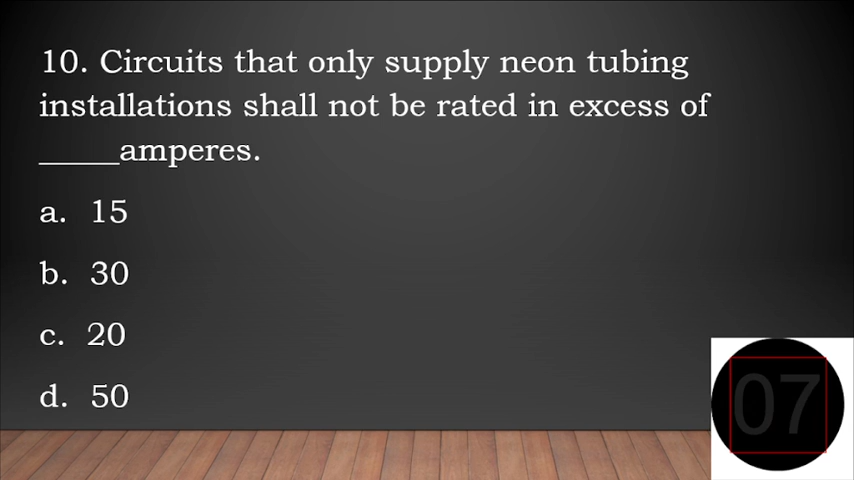 10. Circuits that only supply neon tubing
installations shall not be rated in excess of
_____amperes.
a. 15
b. 30
c. 20
d. 50
07